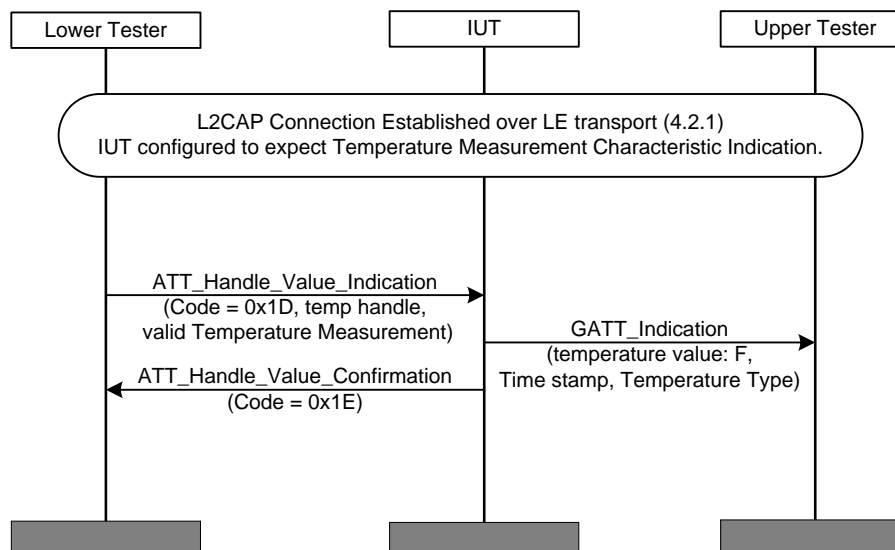 Lower Tester
IUT
Upper Tester
L2CAP Connection Established over LE transport (4.2.1)
IUT configured to expect Temperature Measurement Characteristic Indication.
ATT_Handle_Value_Indication
(Code = 0x1D, temp handle,
valid Temperature Measurement)
GATT_Indication
(temperature value: F,
Time stamp, Temperature Type)
ATT_Handle_Value_Confirmation
(Code = 0x1E)